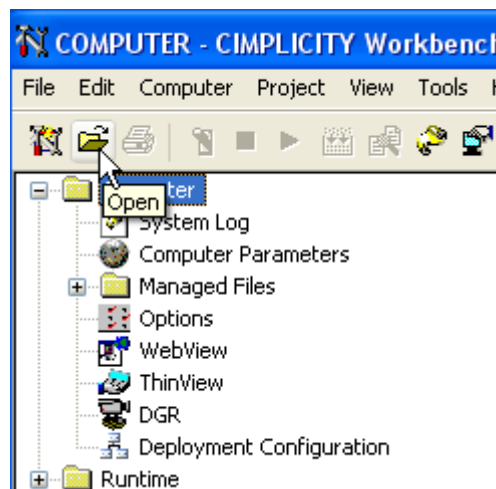 COMPUTER - CIMPLICITY Workbench
File Edit Computer Project View Tools
ter
Open
System Log
Computer Parameters
Managed Files
Options
WebView
ThinView
DGR
Deployment Configuration
Runtime